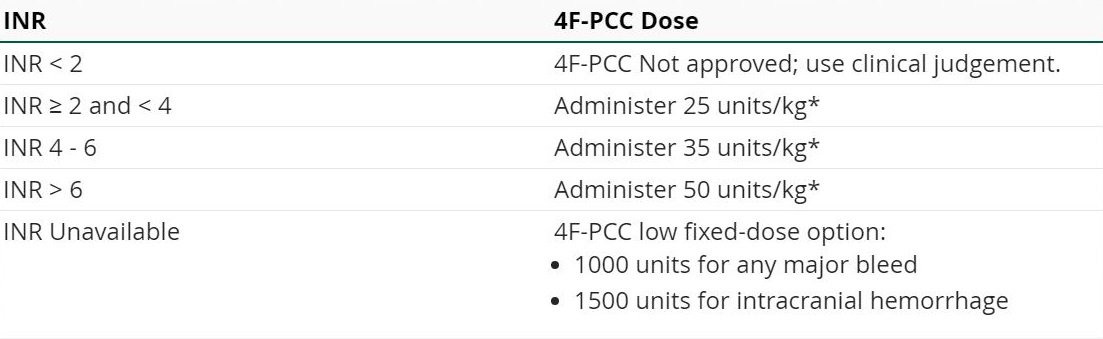 INR 4F-PCC Dose
INR < 2 4F-PCC Not approved; use clinical judgement.
INR ≥ 2 and < 4 Administer 25 units/kg*
INR 4 - 6 Administer 35 units/kg*
INR > 6 Administer 50 units/kg*
INR Unavailable 4F-PCC low fixed-dose option:
• 1000 units for any major bleed
• 1500 units for intracranial hemorrhage